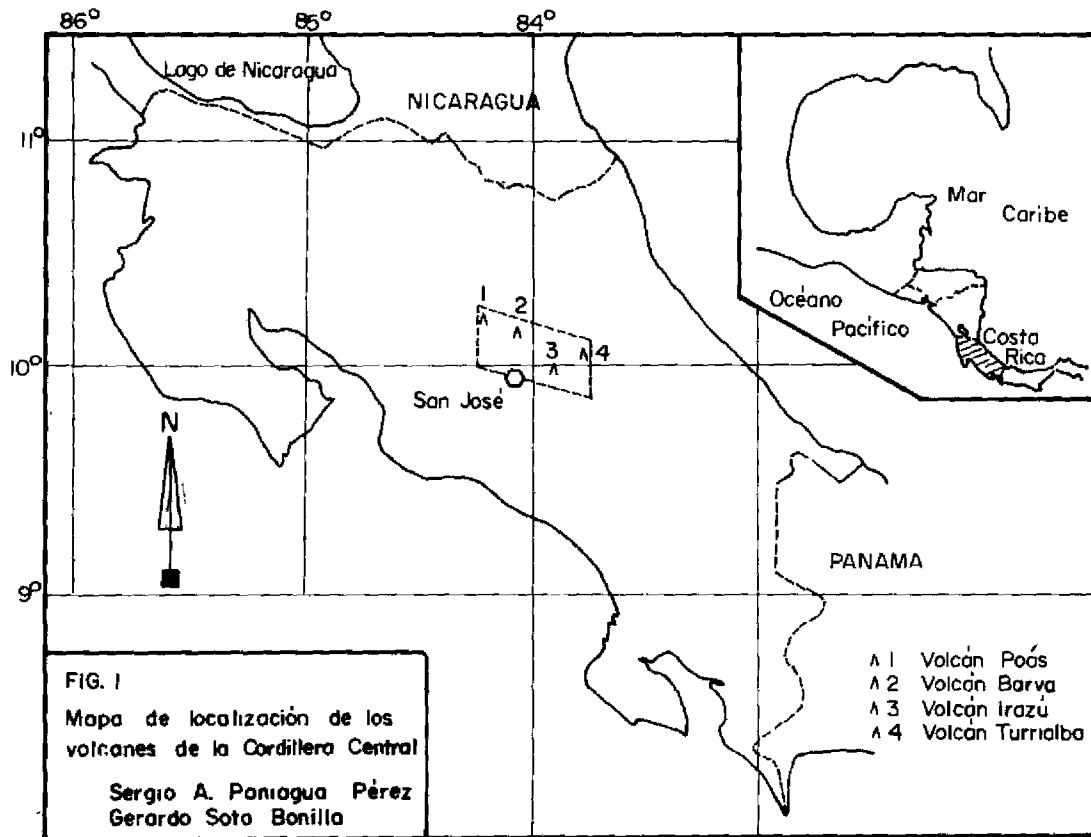 86° 85° 84°
Lago de Nicaragua
NICARAGUA
11°
Mar
Caribe
Océano
Pacífico
Costa
Rica
1
2
3
4
10°
San José
N
9°
PANAMA
FIG. 1
Mapa de localización de los
volcanes de la Cordillera Central
Sergio A. Paniagua Pérez
Gerardo Soto Bonilla
^ 1 Volcán Poás
^ 2 Volcán Barva
^ 3 Volcán Irazú
^ 4 Volcán Turrialba